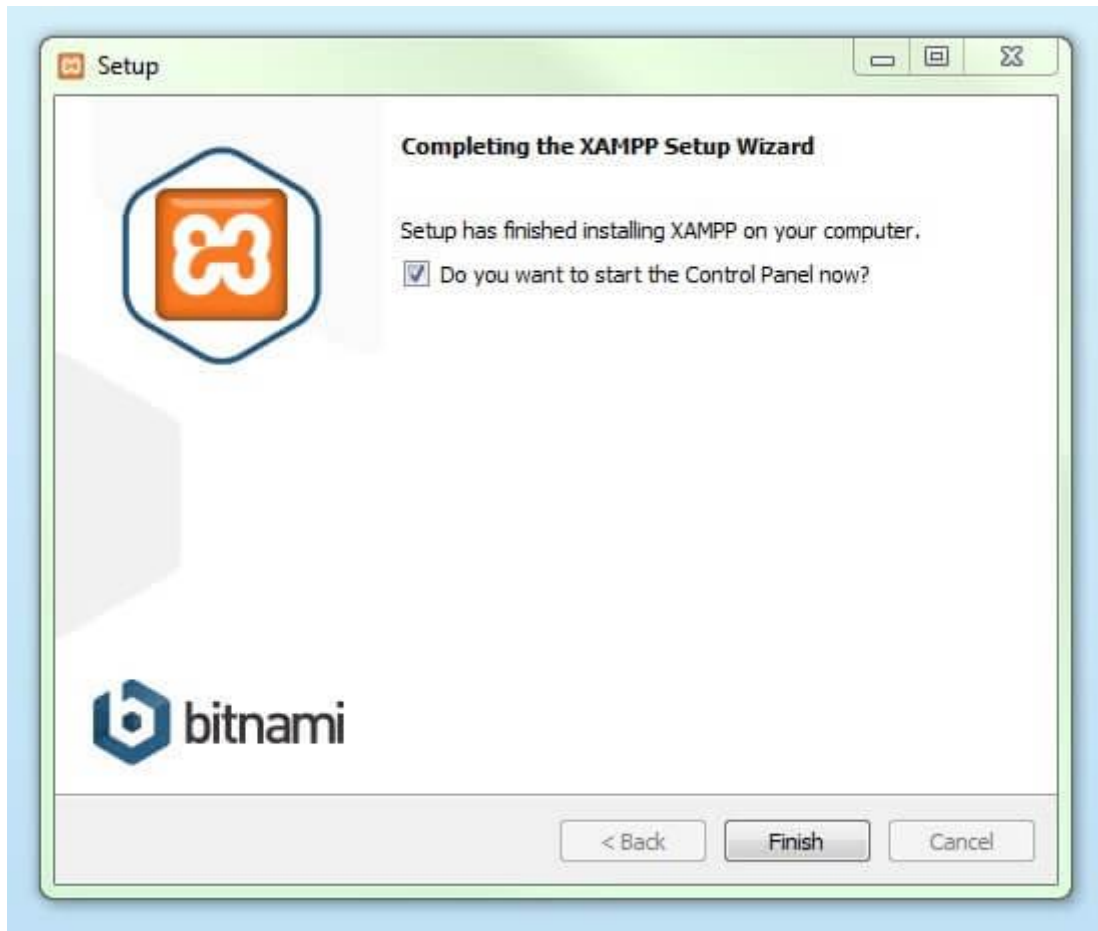 Setup
Completing the XAMPP Setup Wizard
Setup has finished installing XAMPP on your computer.
Do you want to start the Control Panel now?
bitnami
< Back
Finish
Cancel